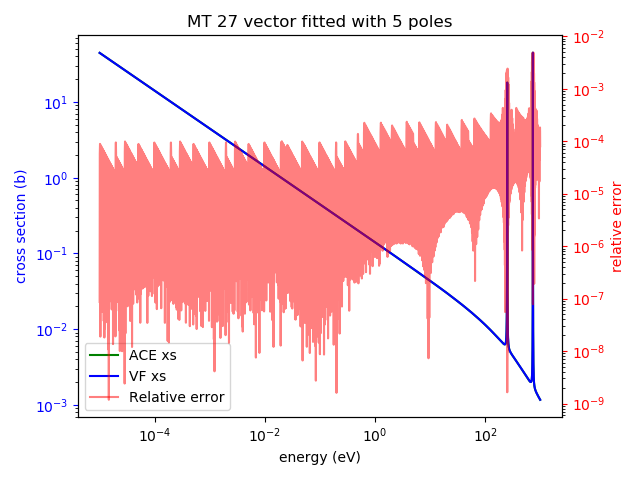 MT 27 vector fitted with 5 poles
cross section (b)
10¹
10⁰
10⁻¹
10⁻²
10⁻³
10⁻²
10⁻³
10⁻⁴
10⁻⁵
10⁻⁶
10⁻⁷
10⁻⁸
10⁻⁹
relative error
ACE xs
VF xs
Relative error
10⁻⁴
10⁻²
10⁰
10²
energy (eV)